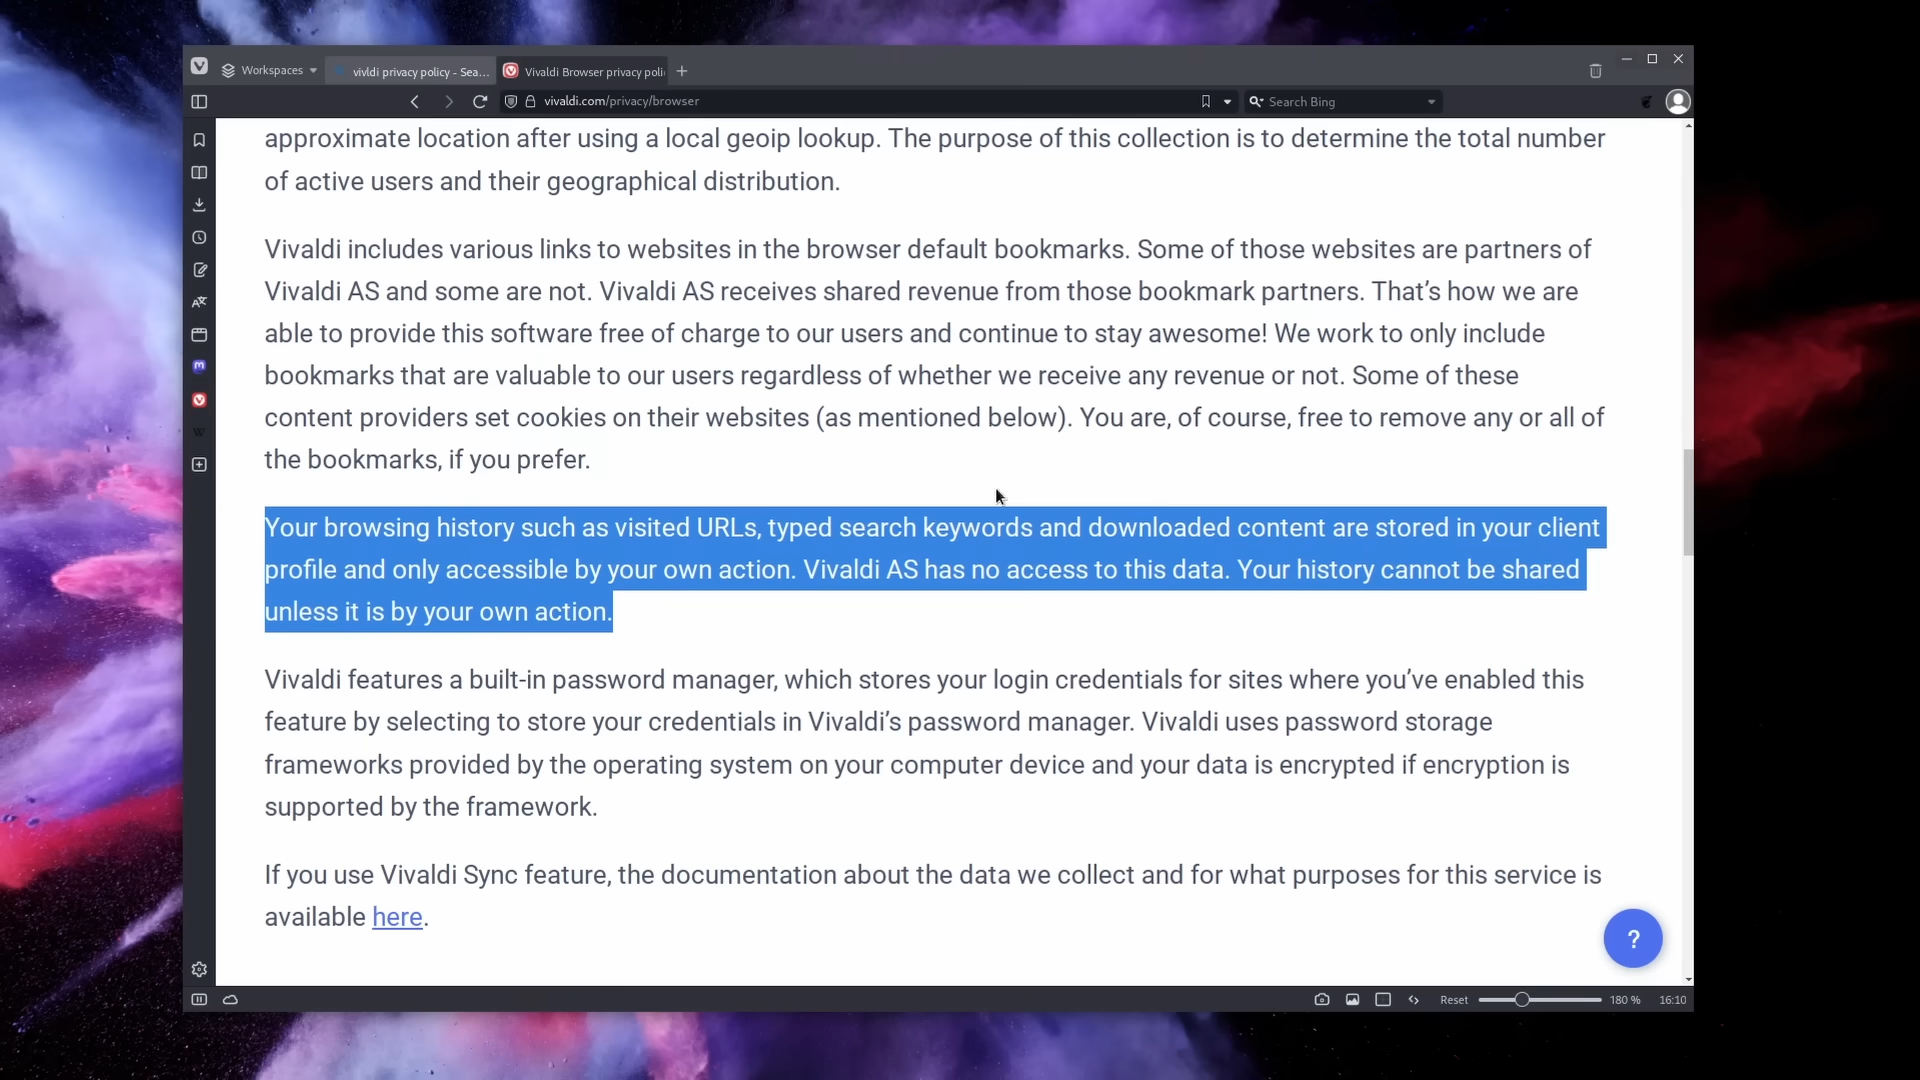 Workspaces
vivldi privacy policy - Sea...
Vivaldi Browser privacy poli
vivaldi.com/privacy/browser
Search Bing
approximate location after using a local geoip lookup. The purpose of this collection is to determine the total number
of active users and their geographical distribution.
Vivaldi includes various links to websites in the browser default bookmarks. Some of those websites are partners of
Vivaldi AS and some are not. Vivaldi AS receives shared revenue from those bookmark partners. That’s how we are
able to provide this software free of charge to our users and continue to stay awesome! We work to only include
bookmarks that are valuable to our users regardless of whether we receive any revenue or not. Some of these
content providers set cookies on their websites (as mentioned below). You are, of course, free to remove any or all of
the bookmarks, if you prefer.
Your browsing history such as visited URLs, typed search keywords and downloaded content are stored in your client
profile and only accessible by your own action. Vivaldi AS has no access to this data. Your history cannot be shared
unless it is by your own action.
Vivaldi features a built-in password manager, which stores your login credentials for sites where you’ve enabled this
feature by selecting to store your credentials in Vivaldi’s password manager. Vivaldi uses password storage
frameworks provided by the operating system on your computer device and your data is encrypted if encryption is
supported by the framework.
If you use Vivaldi Sync feature, the documentation about the data we collect and for what purposes for this service is
available here.
?
Reset
180 %
16:10